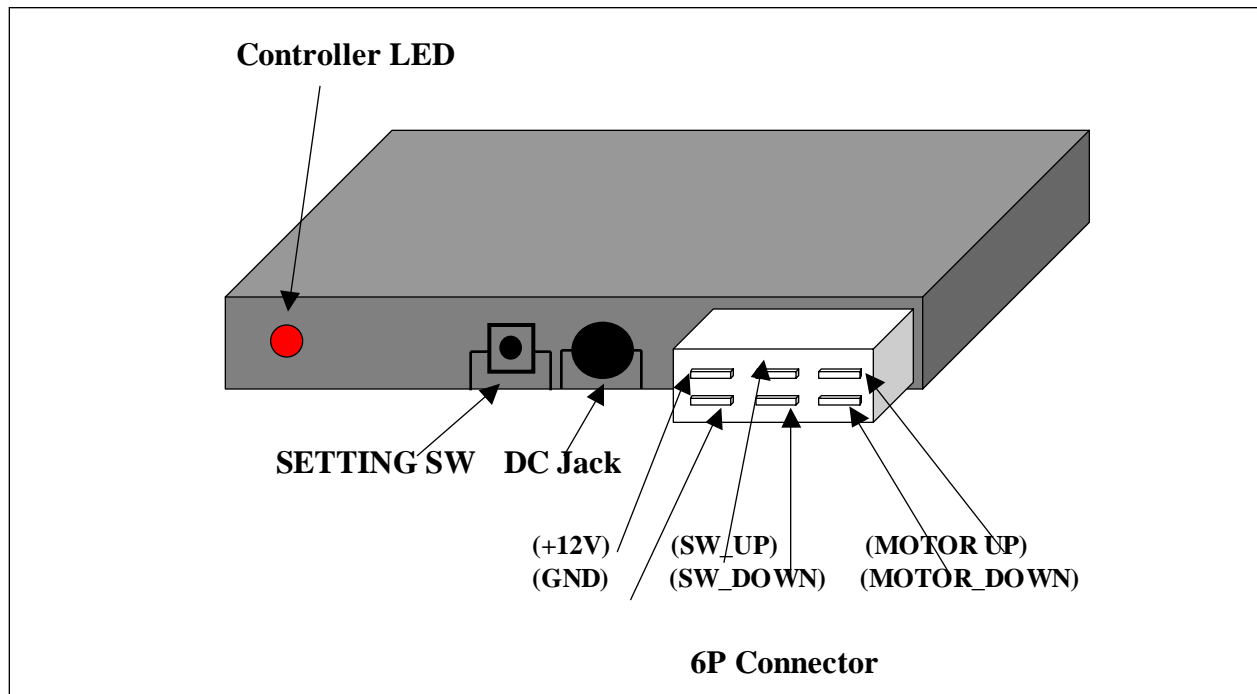 Controller LED
SETTING SW DC Jack
(+12V) (SW_UP) (MOTOR UP)
(GND) (SW_DOWN) (MOTOR_DOWN)
6P Connector